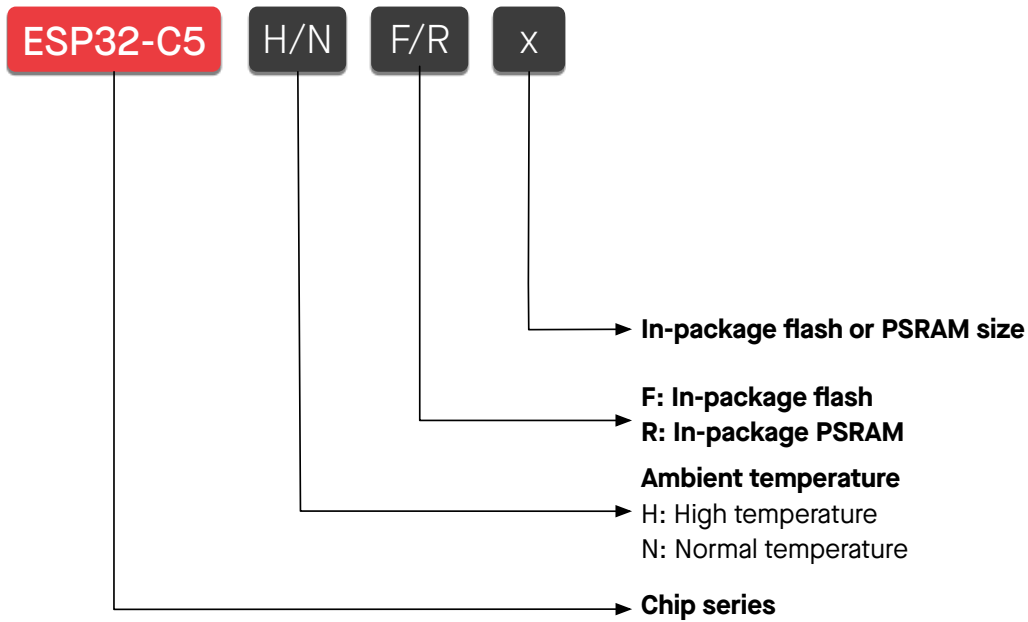 ESP32-C5 H/N F/R x
In-package flash or PSRAM size
F: In-package flash
R: In-package PSRAM
Ambient temperature
H: High temperature
N: Normal temperature
Chip series